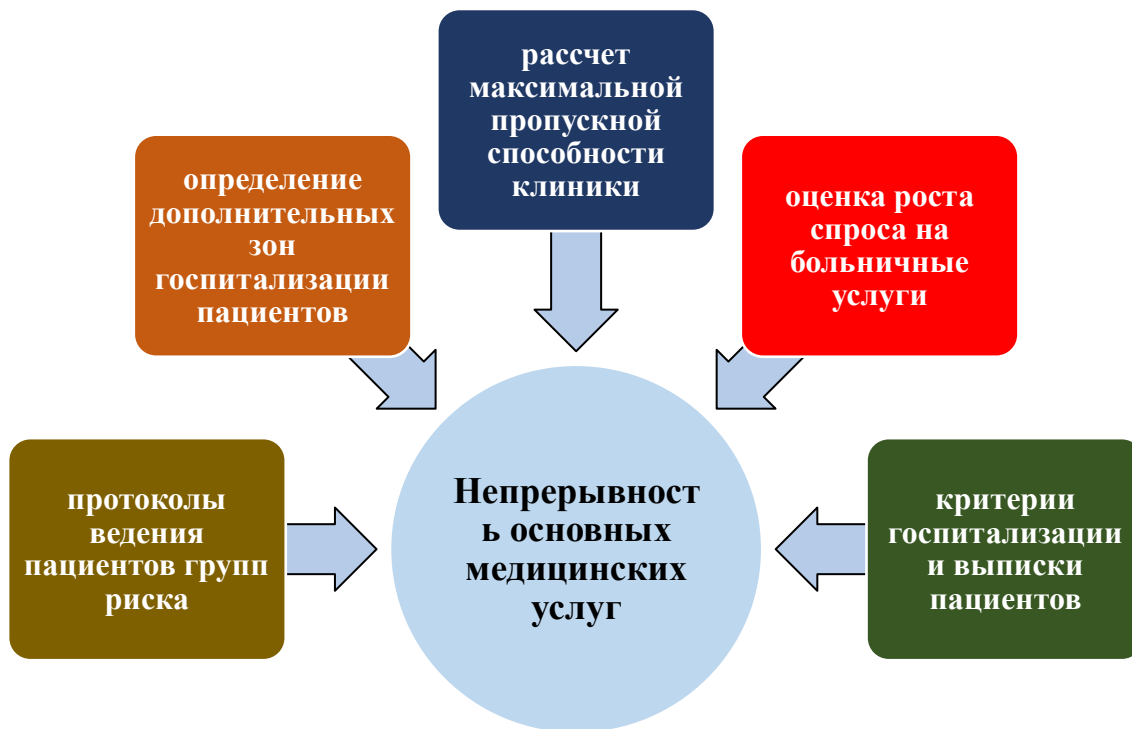 рассчет
максимальной
пропускной
способности
клиники
определение
дополнительных
зон
госпитализации
пациентов
оценка роста
спроса на
больничные
услуги
протоколы
ведения
пациентов групп
риска
Непрерывност
ь основных
медицинских
услуг
критерии
госпитализации
и выписки
пациентов